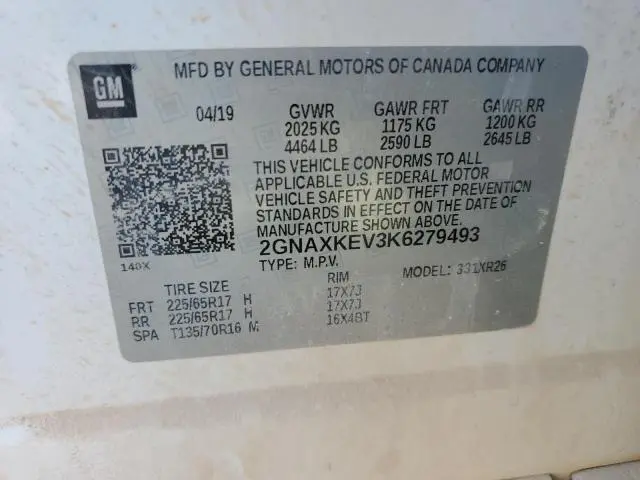 GM
MFD BY GENERAL MOTORS OF CANADA COMPANY
04/19 GVWR GAWR FRT GAWR RR
2025 KG 1175 KG 1200 KG
4464 LB 2590 LB 2645 LB
THIS VEHICLE CONFORMS TO ALL
APPLICABLE U.S. FEDERAL MOTOR
VEHICLE SAFETY AND THEFT PREVENTION
STANDARDS IN EFFECT ON THE DATE OF
MANUFACTURE SHOWN ABOVE.
2GNAXKEV3K6279493
140X TYPE: M.P.V. MODEL: 331XR26
TIRE SIZE RIM
FRT 225/65R17 H 17X7J
RR 225/65R17 H 17X7J
SPA T135/70R16 M 16X4BT